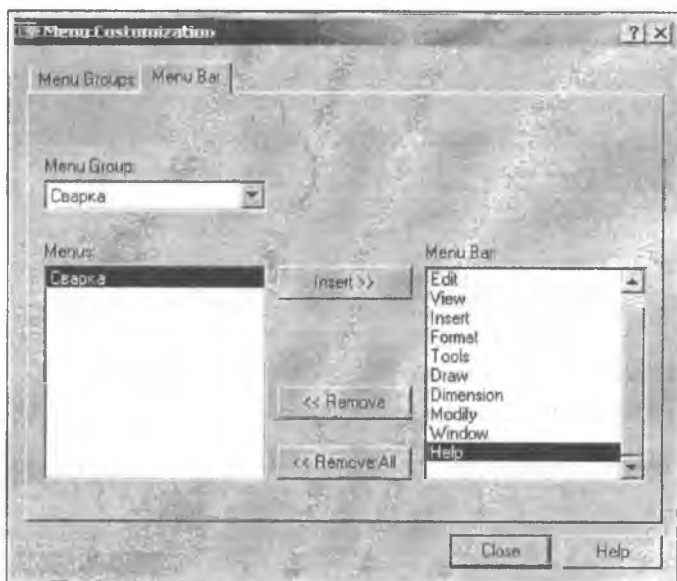 Menu Customization
? ×
Menu Groups Menu Bar
Menu Group:
Сварка
Menus:
Menu Bar:
Сварка
Insert >>
<< Remove
<< Remove All
Edit
View
Insert
Format
Tools
Draw
Dimension
Modify
Window
Help
Close Help